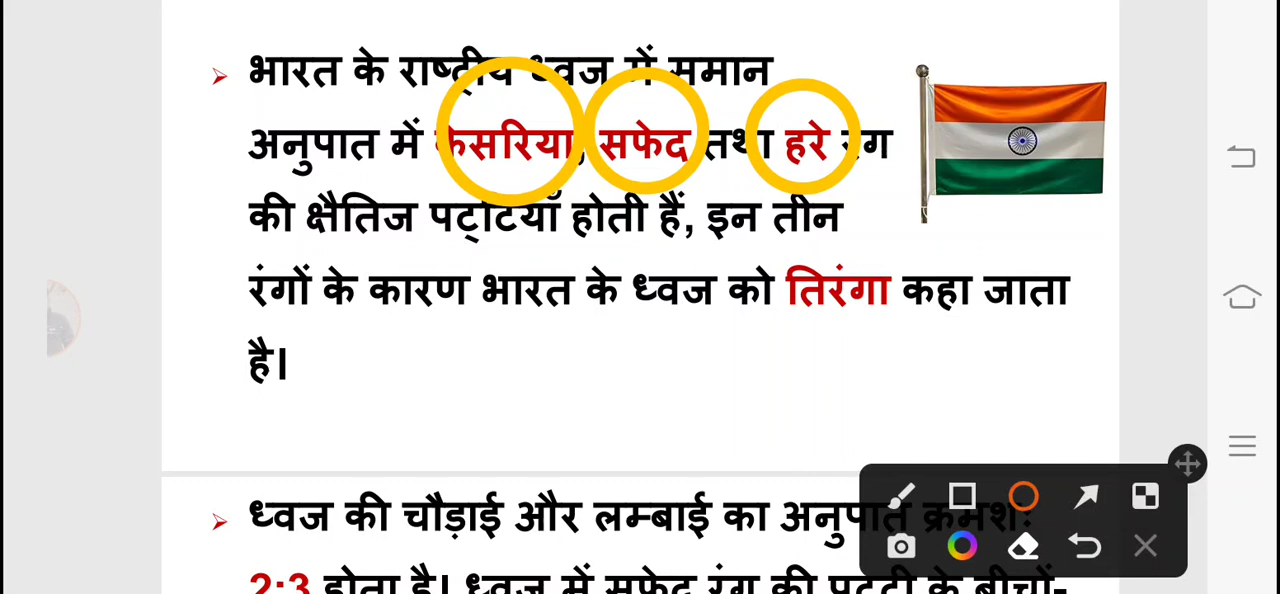 भारत के राष्ट्रीय ध्वज में समान
अनुपात में केसरिया, सफेद तथा हरे रंग
की क्षैतिज पट्टियाँ होती हैं, इन तीन
रंगों के कारण भारत के ध्वज को तिरंगा कहा जाता
है।
ध्वज की चौड़ाई और लम्बाई का अनुपात क्रमशः
2:3 होता है। ध्वज में सफेद रंग की पट्टी के बीचों-